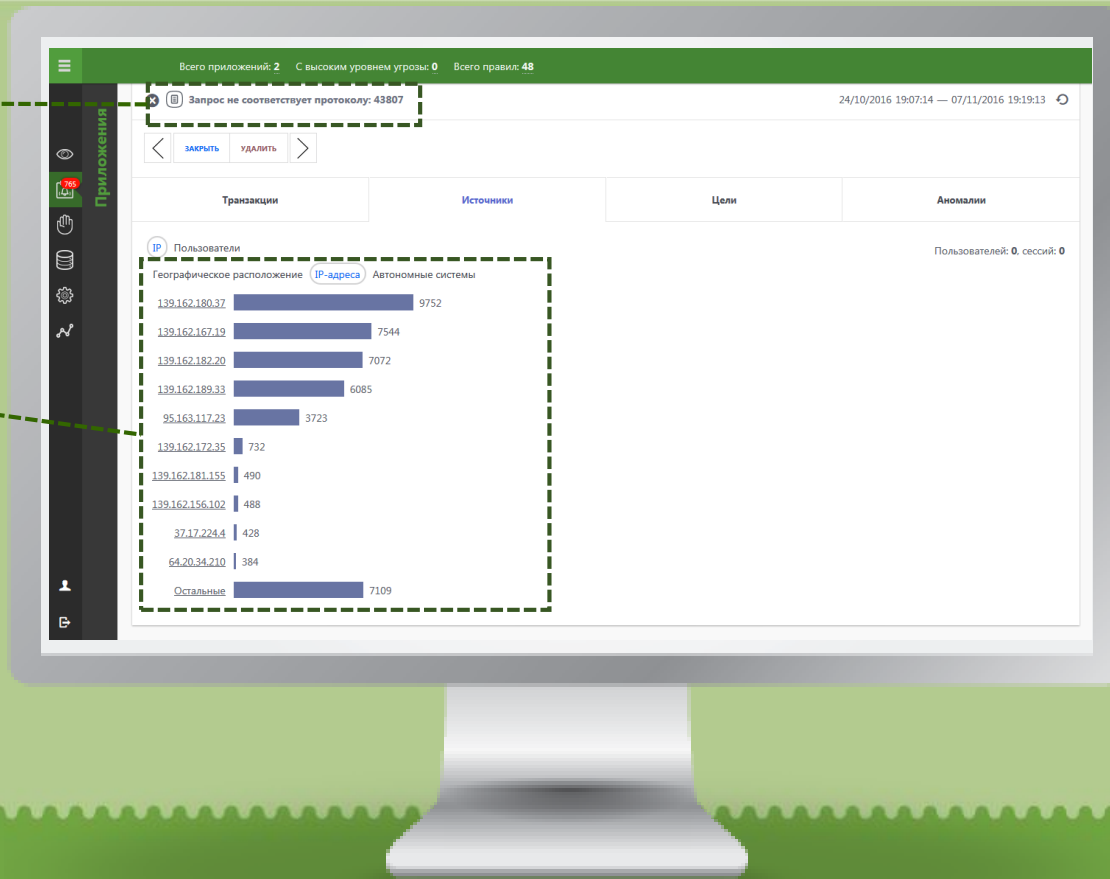 Всего приложений: 2 С высоким уровнем угрозы: 0 Всего правил: 48
Запрос не соответствует протоколу: 43807
24/10/2016 19:07:14 — 07/11/2016 19:19:13
Приложения
765
ЗАКРЫТЬ УДАЛИТЬ
Транзакции Источники Цели Аномалии
IP Пользователи
Пользователей: 0, сессий: 0
Географическое расположение IP-адреса Автономные системы
139.162.180.37 9752
139.162.167.19 7544
139.162.182.20 7072
139.162.189.33 6085
95.163.117.23 3723
139.162.172.35 732
139.162.181.155 490
139.162.156.102 488
37.17.224.4 428
64.20.34.210 384
Остальные 7109